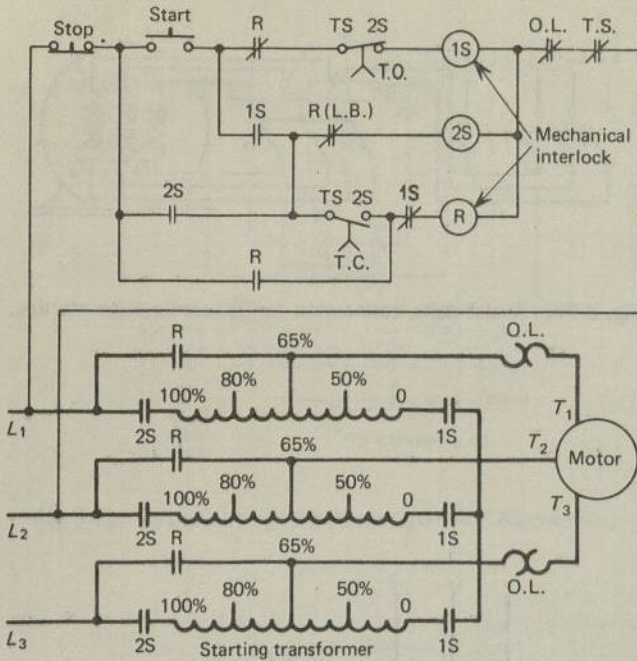 Stop
Start
R
TS 2S
T.O.
1S
O.L. T.S.
1S
R (L.B.)
2S
Mechanical
interlock
2S
TS 2S
1S
R
T.C.
R
R
65%
O.L.
100%
80%
50%
0
T1
L1
2S
1S
R
65%
T2
Motor
100%
80%
50%
0
T3
L2
2S
1S
R
65%
O.L.
100%
80%
50%
0
L3
2S
Starting transformer
1S